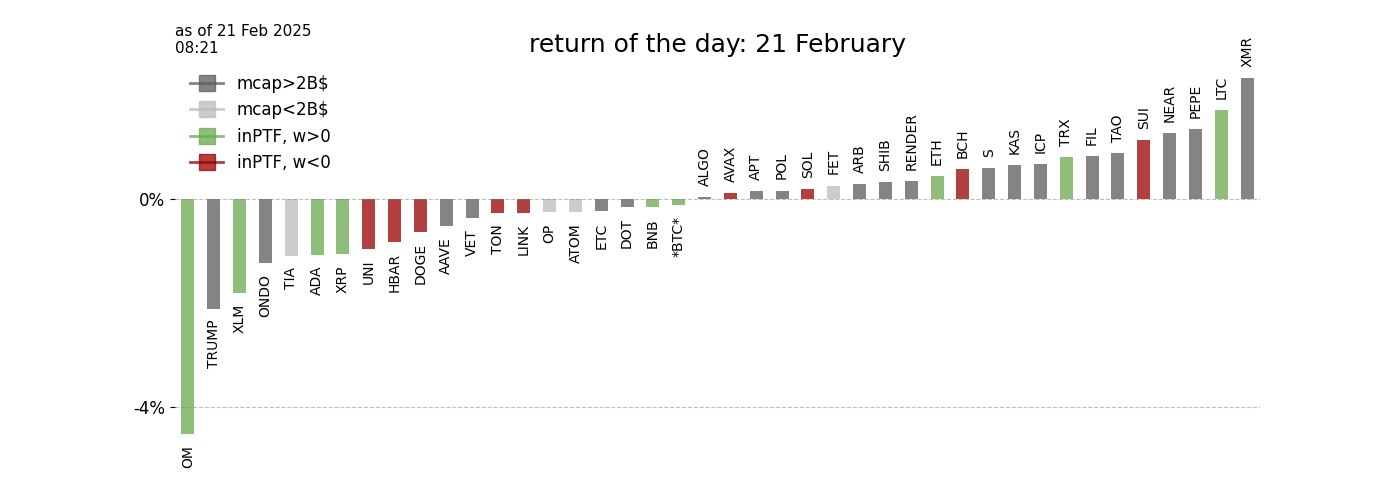 as of 21 Feb 2025
08:21
return of the day: 21 February
mcap>2B$
mcap<2B$
inPTF, w>0
inPTF, w<0
0%
-4%
OM
TRUMP
XLM
ONDO
TIA
ADA
XRP
UNI
HBAR
DOGE
AAVE
VET
TON
LINK
OP
ATOM
ETC
DOT
BNB
*BTC*
ALGO
AVAX
APT
POL
SOL
FET
ARB
SHIB
RENDER
ETH
BCH
S
KAS
ICP
TRX
FIL
TAO
SUI
NEAR
PEPE
LTC
XMR